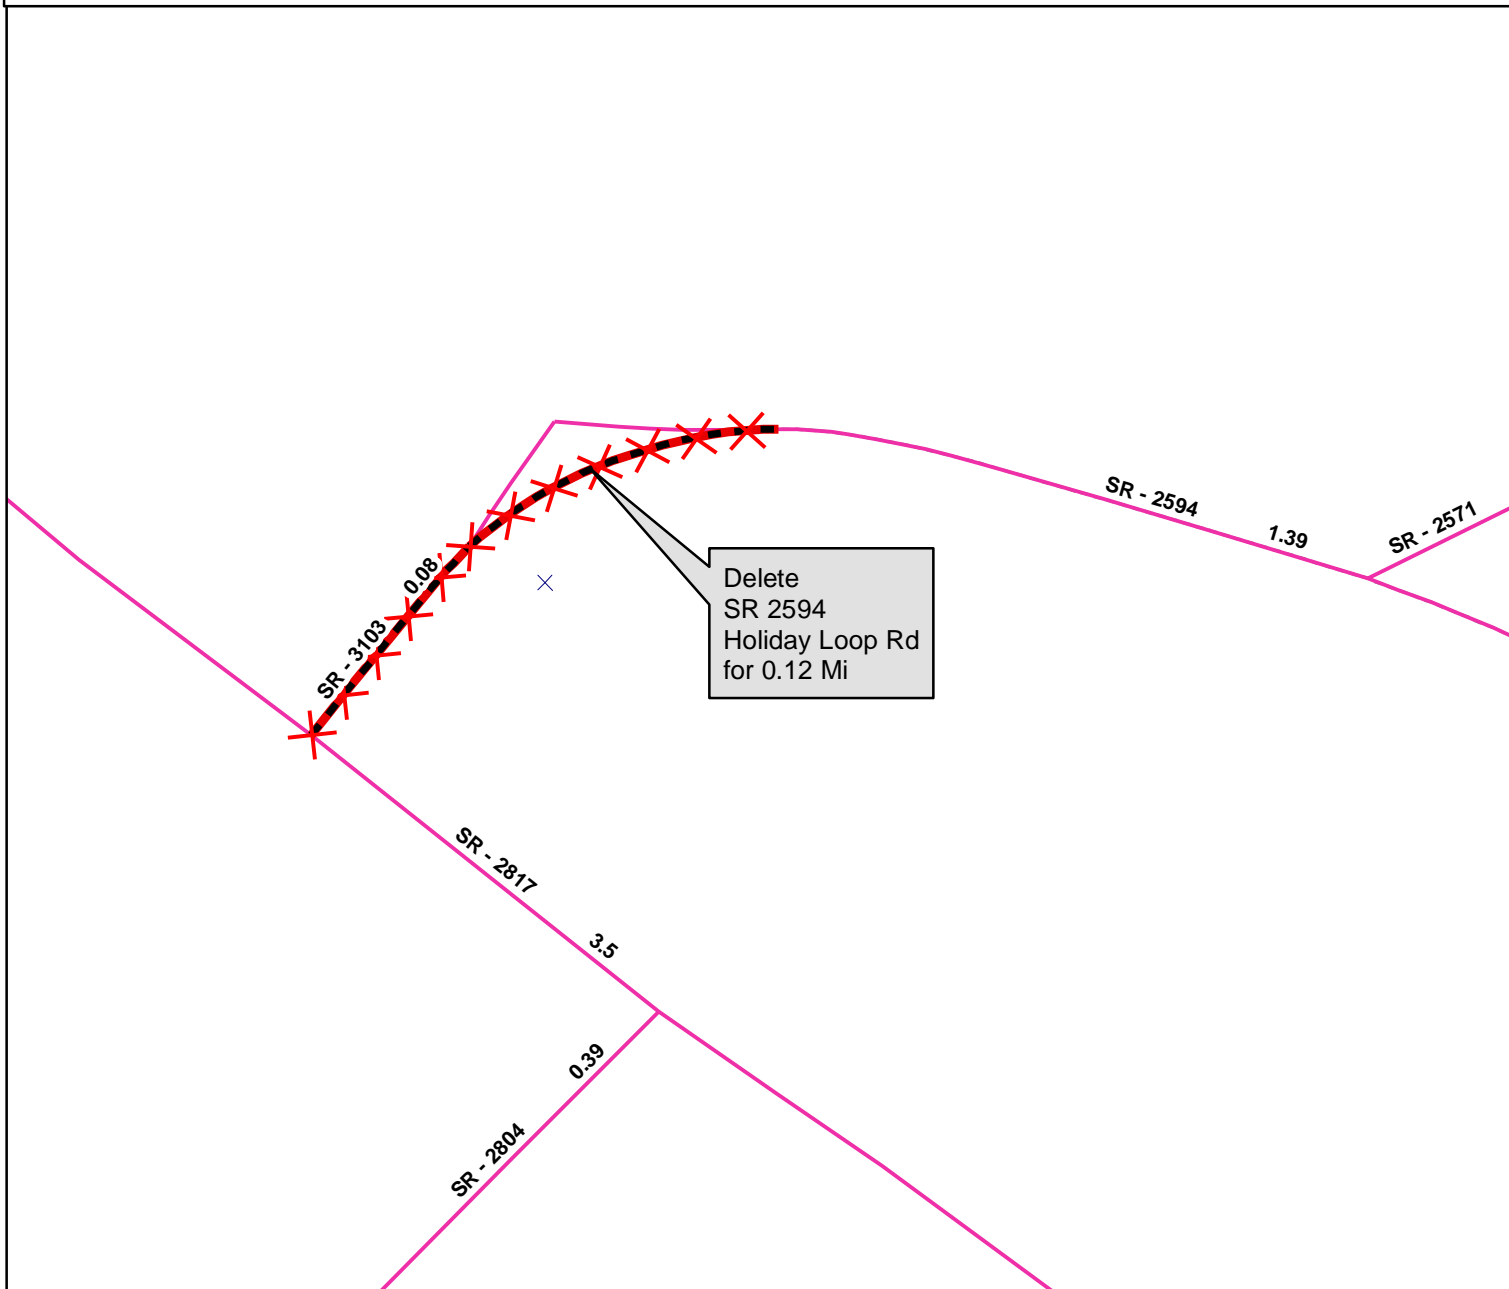 SR - 2594
1.39
SR - 2571
0.08
SR - 3103
Delete
SR 2594
Holiday Loop Rd
for 0.12 Mi
SR - 2817
3.5
0.39
SR - 2804